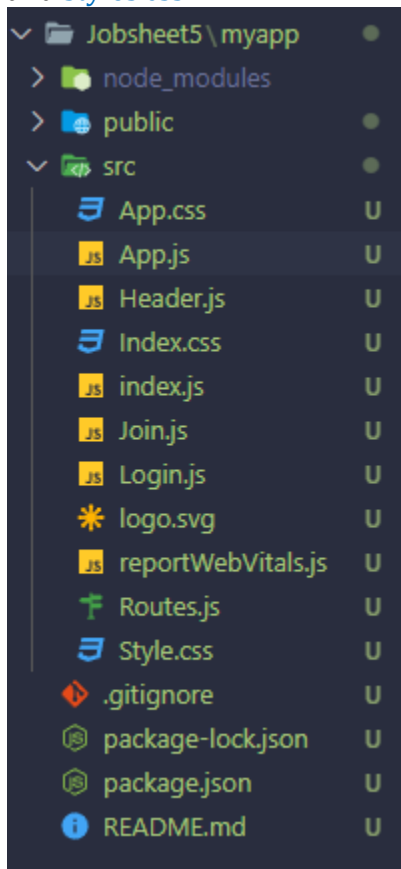 Jobsheet5\myapp
node_modules
public
src
App.css U
App.js U
Header.js U
Index.css U
index.js U
Join.js U
Login.js U
logo.svg U
reportWebVitals.js U
Routes.js U
Style.css U
.gitignore U
package-lock.json U
package.json U
README.md U